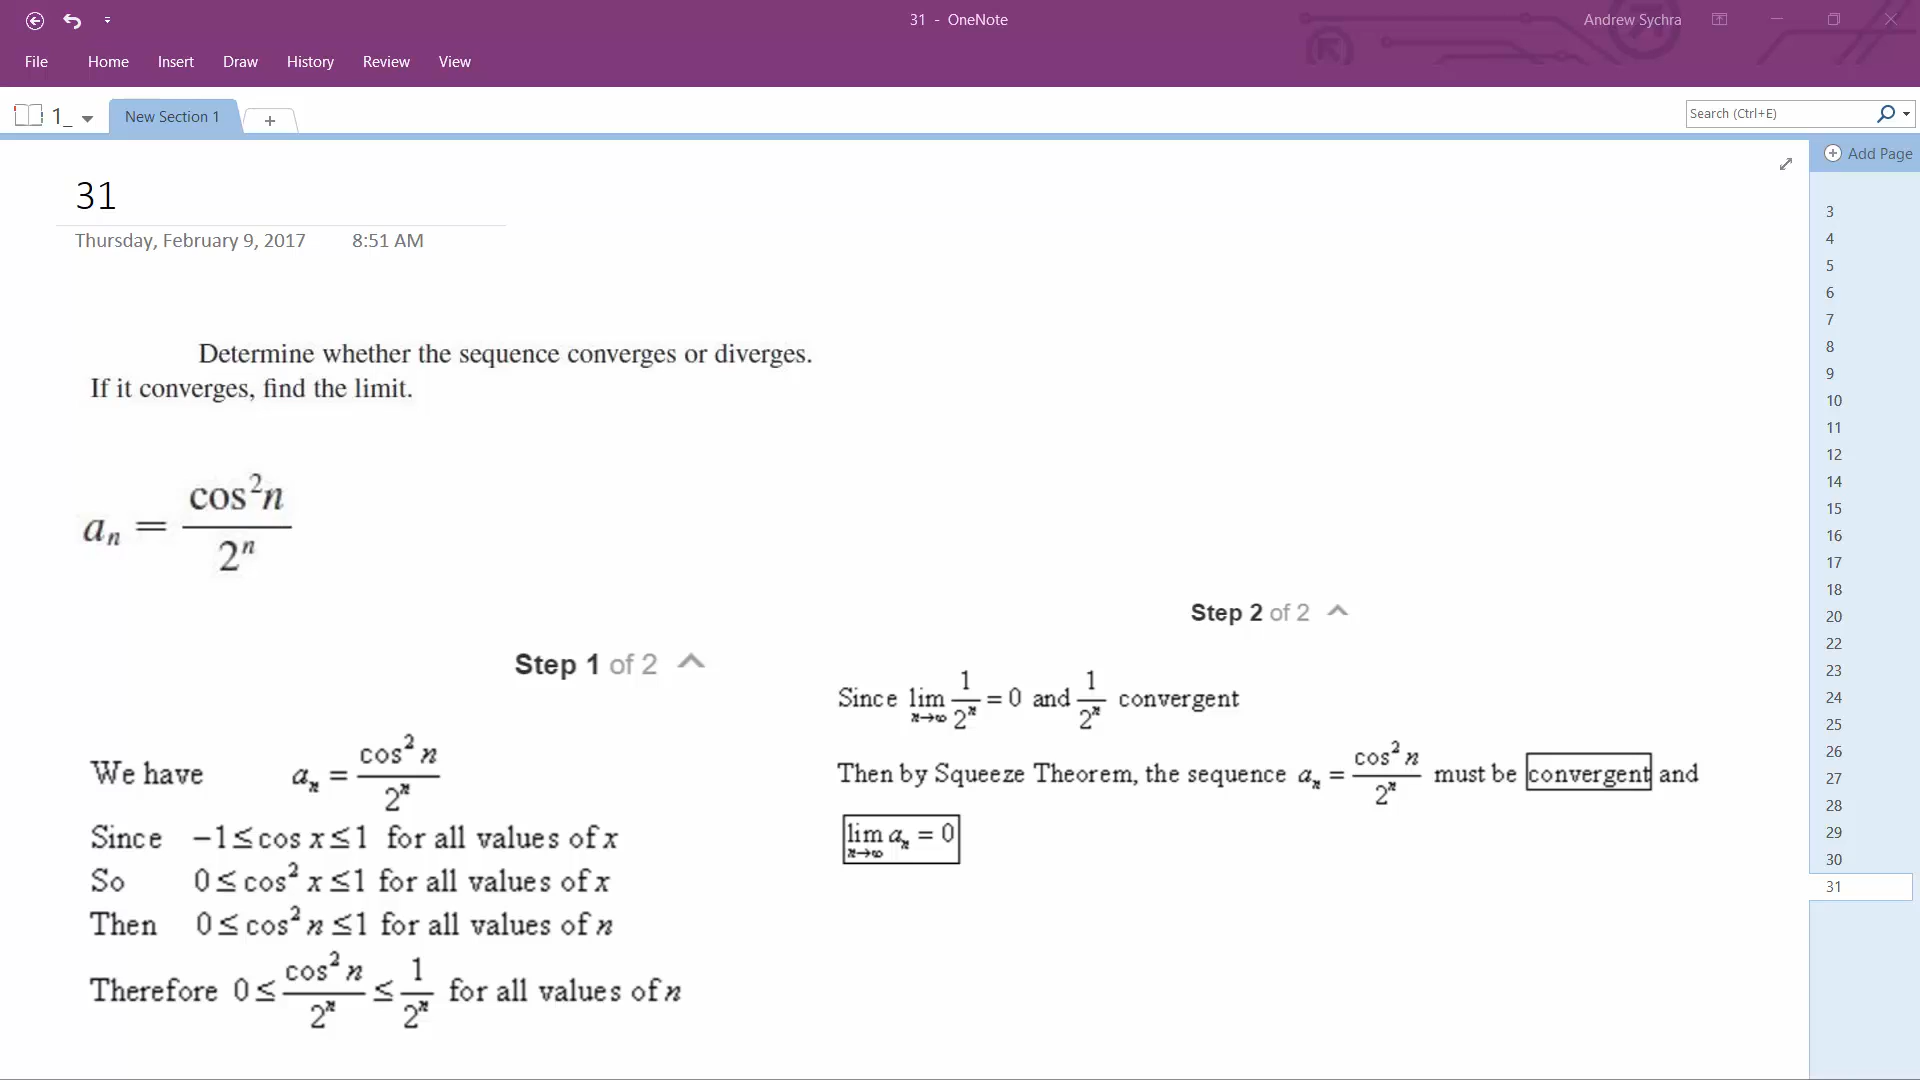 31 - OneNote
Andrew Sychra
File Home Insert Draw History Review View
1_
New Section 1
+
Search (Ctrl+E)
Add Page
31
Thursday, February 9, 2017 8:51 AM
Determine whether the sequence converges or diverges.
If it converges, find the limit.
aₙ = cos²n / 2ⁿ
Step 1 of 2
We have aₙ = cos² n / 2ⁿ
Since −1 ≤ cos x ≤ 1 for all values of x
So 0 ≤ cos² x ≤ 1 for all values of x
Then 0 ≤ cos² n ≤ 1 for all values of n
Therefore 0 ≤ cos² n / 2ⁿ ≤ 1 / 2ⁿ for all values of n
Step 2 of 2
Since lim n→∞ 1 / 2ⁿ = 0 and 1 / 2ⁿ convergent
Then by Squeeze Theorem, the sequence aₙ = cos² n / 2ⁿ must be convergent and
lim n→∞ aₙ = 0
3
4
5
6
7
8
9
10
11
12
14
15
16
17
18
20
22
23
24
25
26
27
28
29
30
31